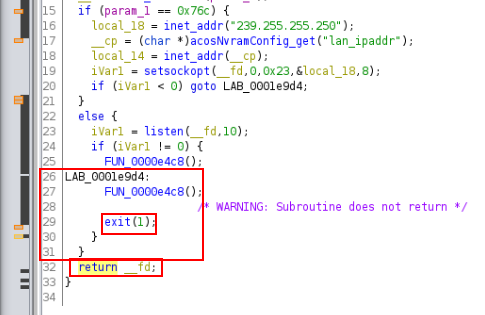 15 if (param_1 == 0x76c) {
16 local_18 = inet_addr("239.255.255.250");
17 __cp = (char *)acosNvramConfig_get("lan_ipaddr");
18 local_14 = inet_addr(__cp);
19 iVar1 = setsockopt(__fd,0,0x23,&local_18,8);
20 if (iVar1 < 0) goto LAB_0001e9d4;
21 }
22 else {
23 iVar1 = listen(__fd,10);
24 if (iVar1 != 0) {
25 FUN_0000e4c8();
26 LAB_0001e9d4:
27 FUN_0000e4c8();
28 /* WARNING: Subroutine does not return */
29 exit(1);
30 }
31 }
32 return __fd;
33 }
34